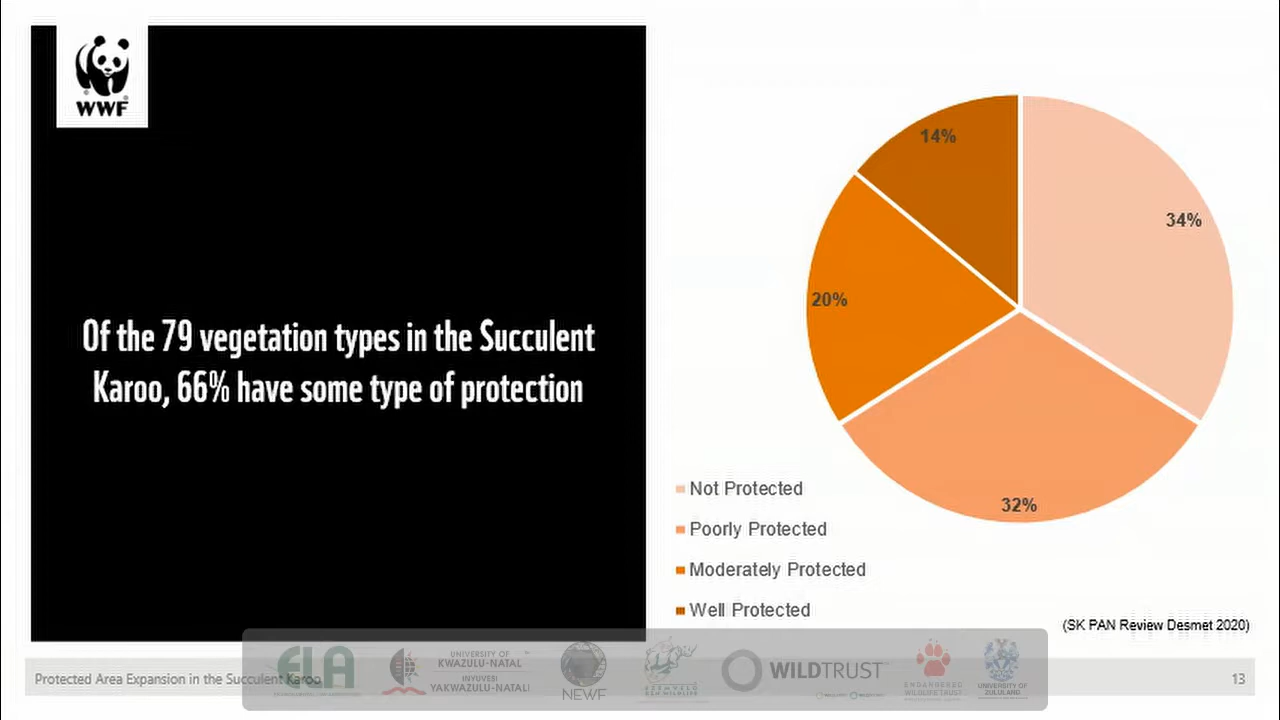 WWF
Of the 79 vegetation types in the Succulent
Karoo, 66% have some type of protection
14%
34%
20%
32%
Not Protected
Poorly Protected
Moderately Protected
Well Protected
(SK PAN Review Desmet 2020)
Protected Area Expansion in the Succulent Karoo
13
ELA
UNIVERSITY OF
KWAZULU-NATAL
INYUVESI
YAKWAZULU-NATALI
NEWF
EZEMVELO
KZN WILDLIFE
WILDTRUST
ENDANGERED
WILDLIFE TRUST
UNIVERSITY OF
ZULULAND